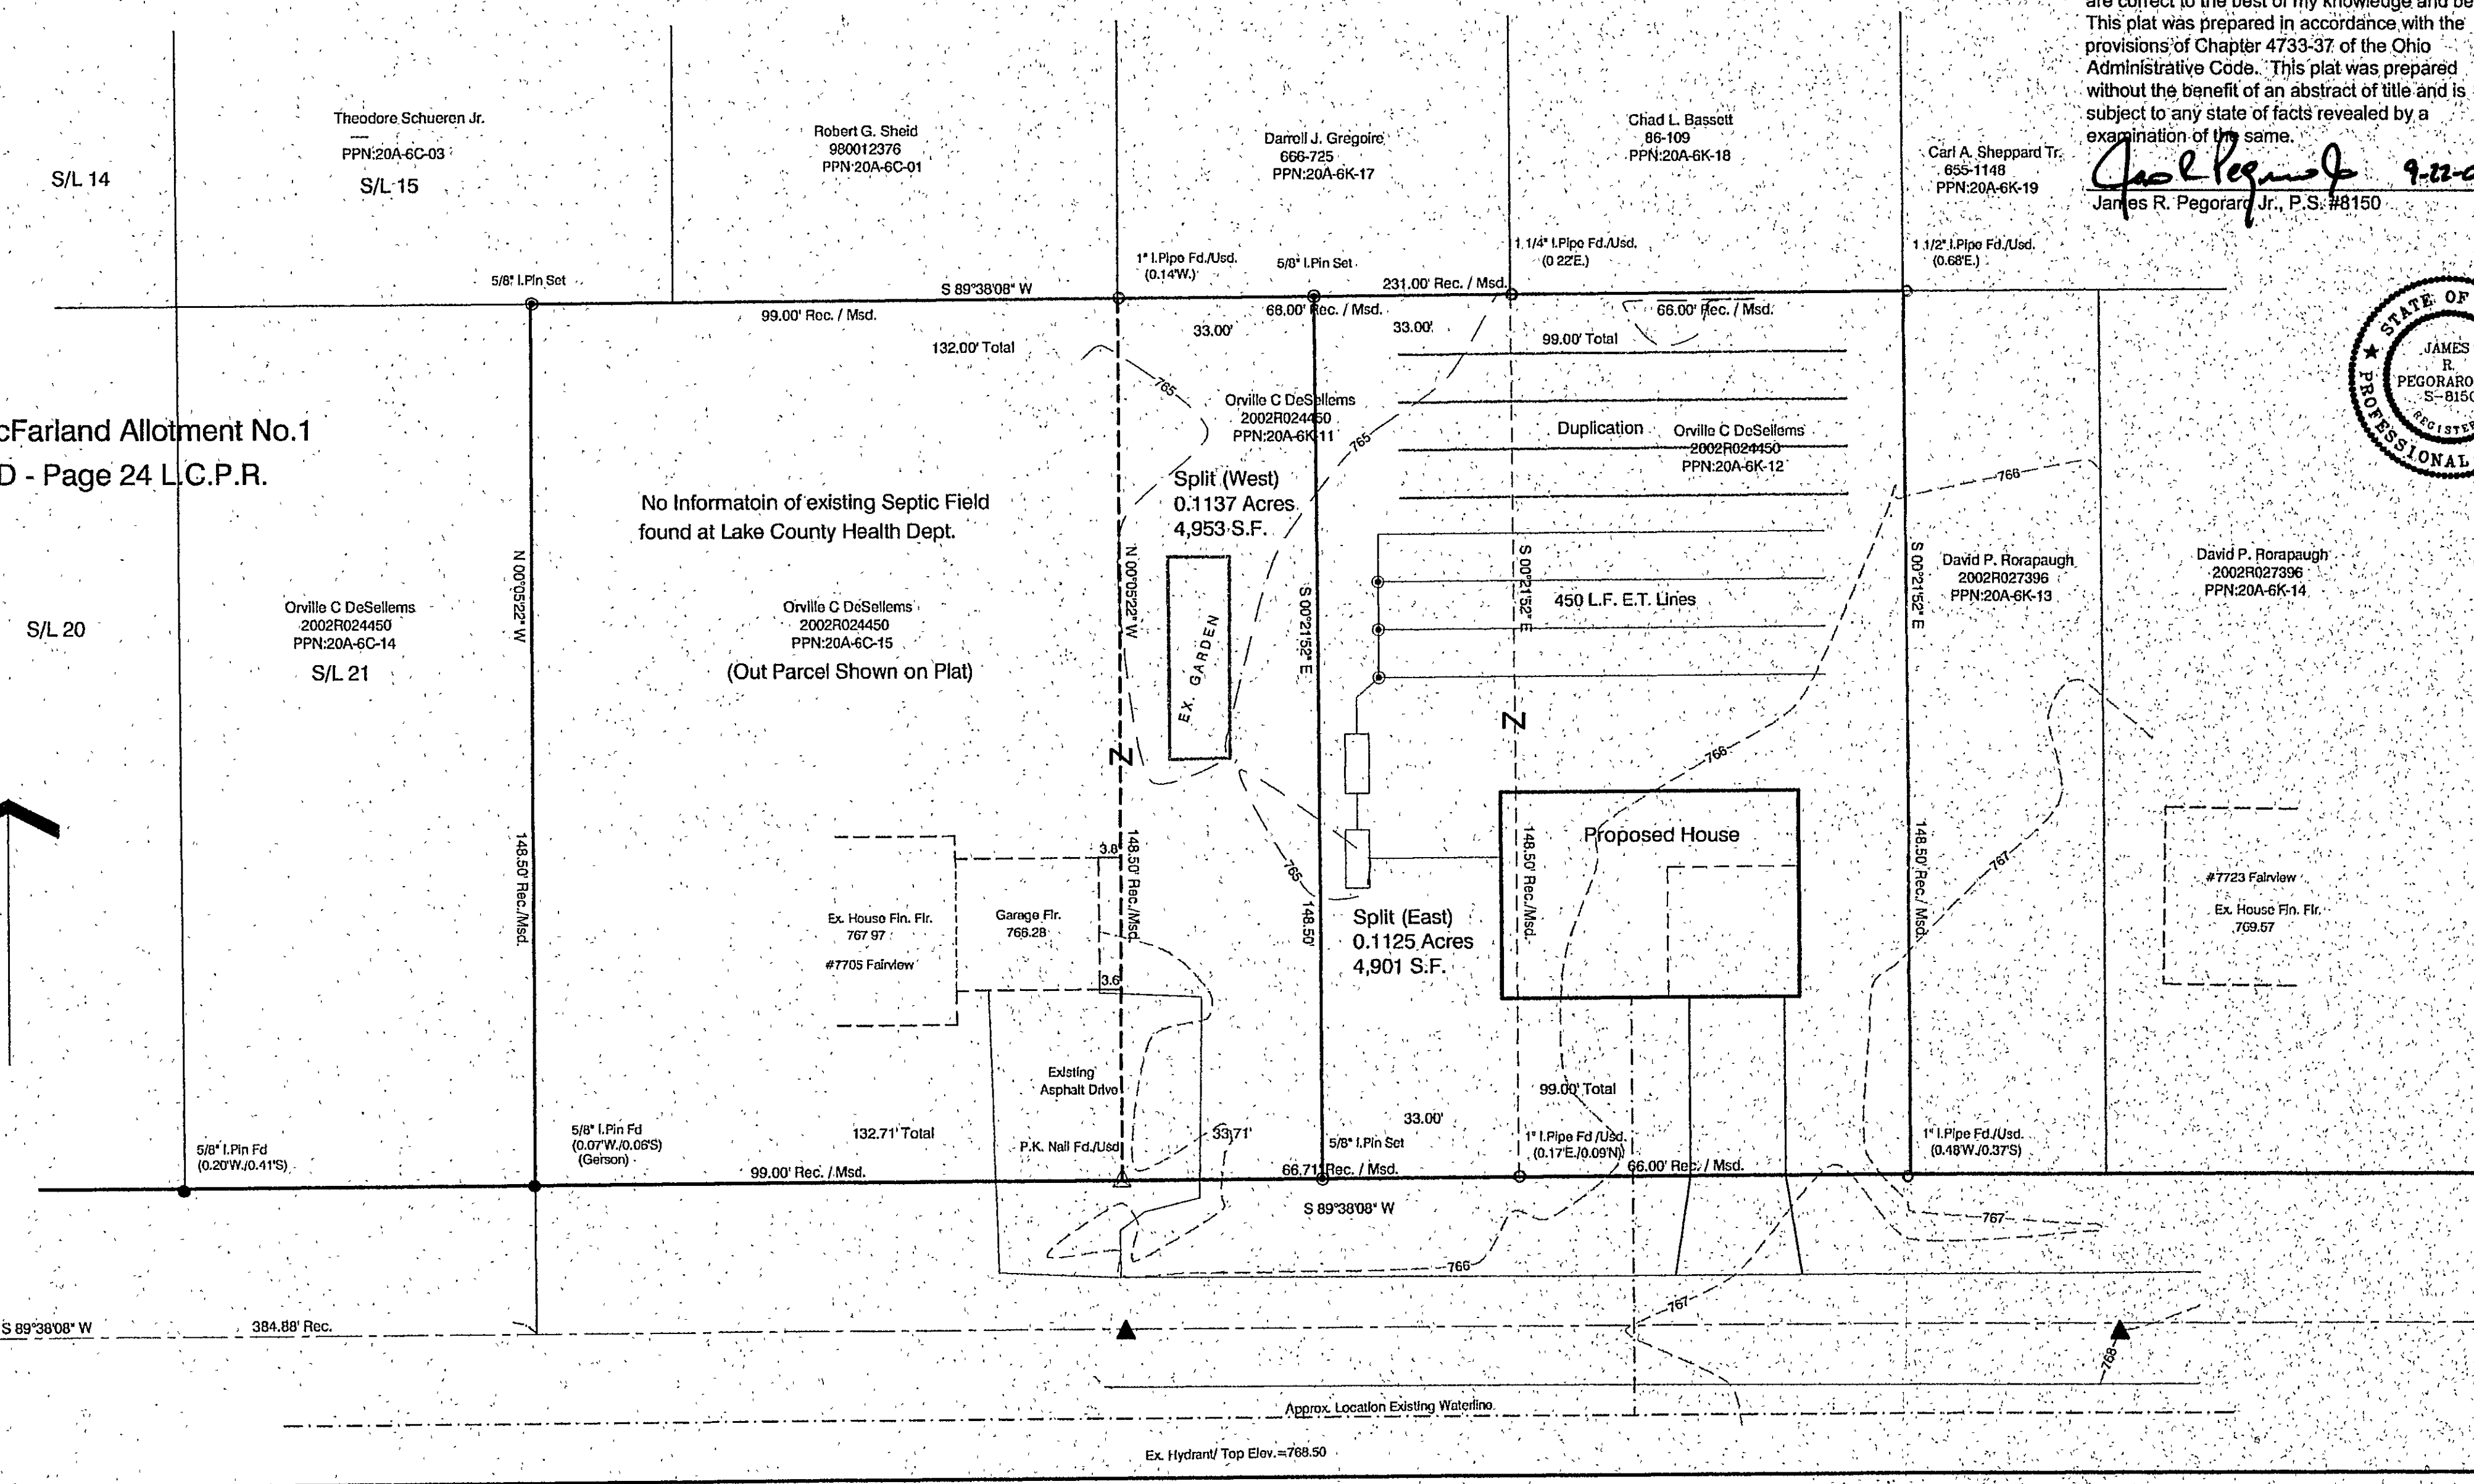 are correct to the best of my knowledge and
This plat was prepared in accordance with the
provisions of Chapter 4733-37 of the Ohio
Administrative Code. This plat was prepared
without the benefit of an abstract of title and is
subject to any state of facts revealed by a
examination of the same.
James R. Pegoraro Jr., P.S. #8150
STATE OF
JAMES
R.
PEGORARO
S-8150
PROFESSIONAL
S/L 14
Theodore Schueren Jr.
PPN:20A-6C-03
S/L 15
Robert G. Sheid
980012376
PPN:20A-6C-01
Darrell J. Gregoire
666-725
PPN:20A-6K-17
Chad L. Bassett
86-109
PPN:20A-6K-18
Carl A. Sheppard Tr.
655-1148
PPN:20A-6K-19
5/8" I.Pin Set
S 89°38'08" W
1" I.Pipe Fd./Usd.
(0.14'W.)
5/8" I.Pin Set
231.00' Rec. / Msd.
1 1/4" I.Pipe Fd./Usd.
(0.22'E.)
1 1/2" I.Pipe Fd./Usd.
(0.68'E.)
99.00' Rec. / Msd.
132.00' Total
66.00' Rec. / Msd.
33.00'
33.00'
66.00' Rec. / Msd.
99.00' Total
765
Orville C DeSellems
2002R024450
PPN:20A-6K-11
765
Duplication
Orville C DeSellems
2002R024450
PPN:20A-6K-12
cFarland Allotment No.1
D - Page 24 L.C.P.R.
Split (West)
0.1137 Acres
4,953 S.F.
766
No Informatoin of existing Septic Field
found at Lake County Health Dept.
N 00°05'22" W
N 00°05'22" W
S 00°21'52" E
S 00°21'52" E
S 00°21'52" E
S/L 20
Orville C DeSellems
2002R024450
PPN:20A-6C-14
S/L 21
Orville C DeSellems
2002R024450
PPN:20A-6C-15
(Out Parcel Shown on Plat)
EX. GARDEN
450 L.F. E.T. Lines
David P. Rorapaugh
2002R027396
PPN:20A-6K-13
David P. Rorapaugh
2002R027396
PPN:20A-6K-14
Z
Z
766
148.50' Rec./Msd.
148.50' Rec./Msd.
148.50'
148.50' Rec./Msd.
148.50' Rec./ Msd.
3.8
3.6
Ex. House Fin. Flr.
767.97
#7705 Fairview
Garage Flr.
766.28
765
Split (East)
0.1125 Acres
4,901 S.F.
Proposed House
767
#7723 Fairview
Ex. House Fin. Flr.
769.57
Existing
Asphalt Drive
99.00' Total
5/8" I.Pin Fd
(0.20'W./0.41'S)
5/8" I.Pin Fd
(0.07'W./0.06'S)
(Gerson)
132.71' Total
P.K. Nail Fd./Usd
33.71'
33.00'
5/8" I.Pin Set
1" I.Pipe Fd./Usd.
(0.17'E./0.09'N)
1" I.Pipe Fd./Usd.
(0.48'W./0.37'S)
99.00' Rec. / Msd.
66.71' Rec. / Msd.
66.00' Rec. / Msd.
S 89°38'08" W
766
767
767
768
S 89°38'08" W
384.88' Rec.
Approx. Location Existing Waterline
Ex. Hydrant/ Top Elev.=768.50